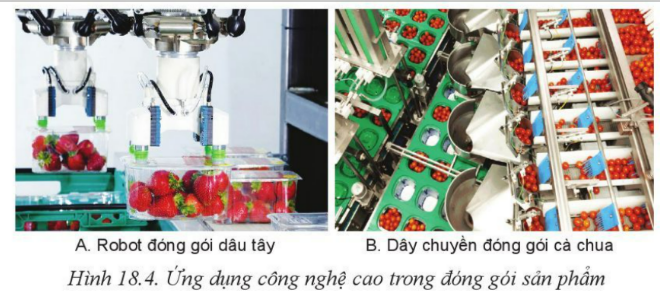 A. Robot đóng gói dâu tây
B. Dây chuyền đóng gói cà chua
Hình 18.4. Ứng dụng công nghệ cao trong đóng gói sản phẩm